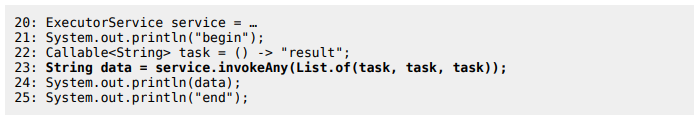 20: ExecutorService service = …
21: System.out.println("begin");
22: Callable<String> task = () -> "result";
23: String data = service.invokeAny(List.of(task, task, task));
24: System.out.println(data);
25: System.out.println("end");